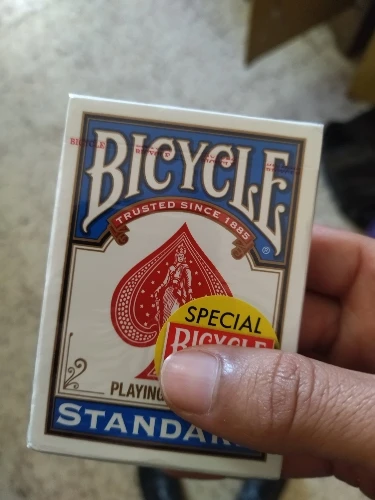 BICYCLE
TRUSTED SINCE 1885
SPECIAL
BICYCLE
PLAYING
STANDARD